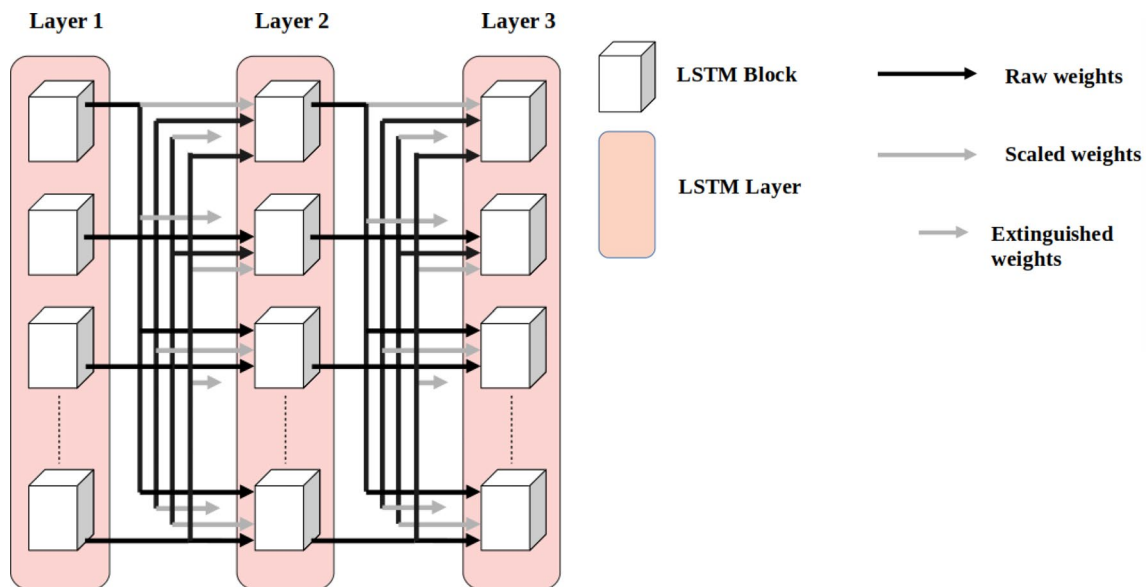 Layer 1
Layer 2
Layer 3
LSTM Block
Raw weights
Scaled weights
LSTM Layer
Extinguished
weights